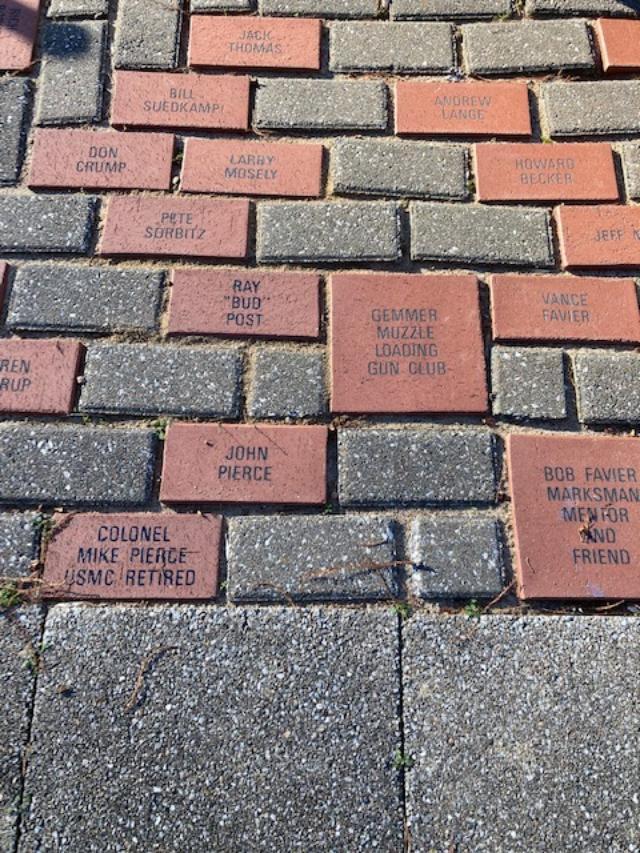 JACK
THOMAS
BILL
SUEDKAMP
ANDREW
LANGE
DON
CRUMP
LARRY
MOSELY
HOWARD
BECKER
PETE
SORBITZ
JEFF
RAY
"BUD"
POST
GEMMER
MUZZLE
LOADING
GUN CLUB
VANCE
FAVIER
REN
RUP
JOHN
PIERCE
BOB FAVIER
MARKSMAN
MENTOR
AND
FRIEND
COLONEL
MIKE PIERCE
USMC RETIRED